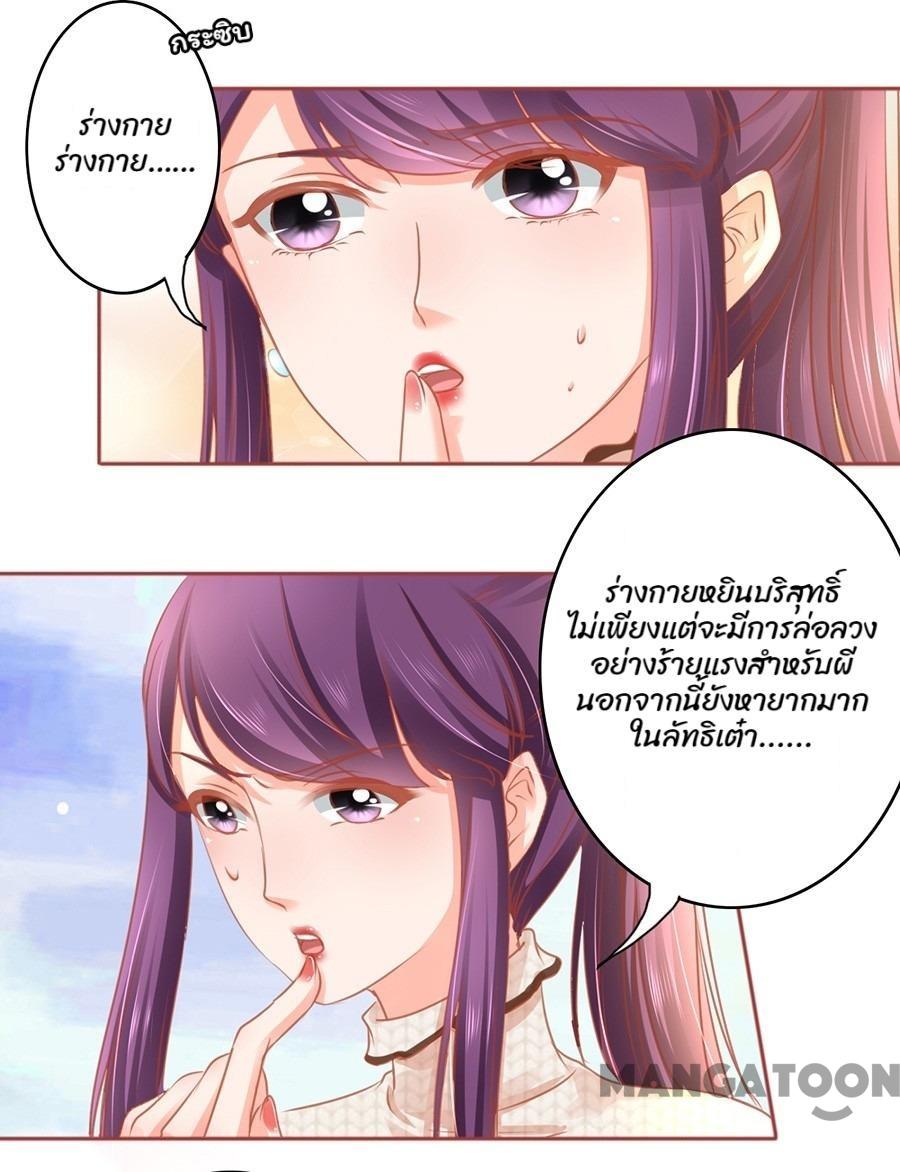 กระซิบ
ร่างกาย
ร่างกาย......
ร่างกายหยินบริสุทธิ์
ไม่เพียงแต่จะมีการล่อลวง
อย่างร้ายแรงสำหรับผี
นอกจากนี้ยังหายากมาก
ในลัทธิเต๋า......
MANGATOON